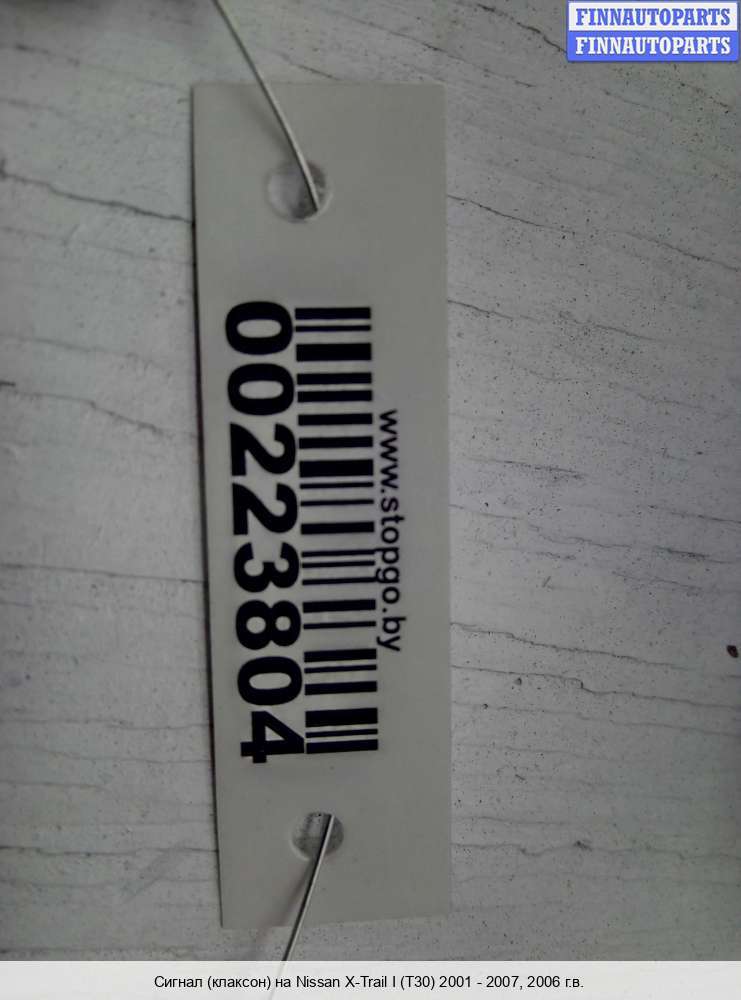 FINNAUTOPARTS
FINNAUTOPARTS
www.stopgo.by
00223804
Сигнал (клаксон) на Nissan X-Trail I (T30) 2001 - 2007, 2006 г.в.